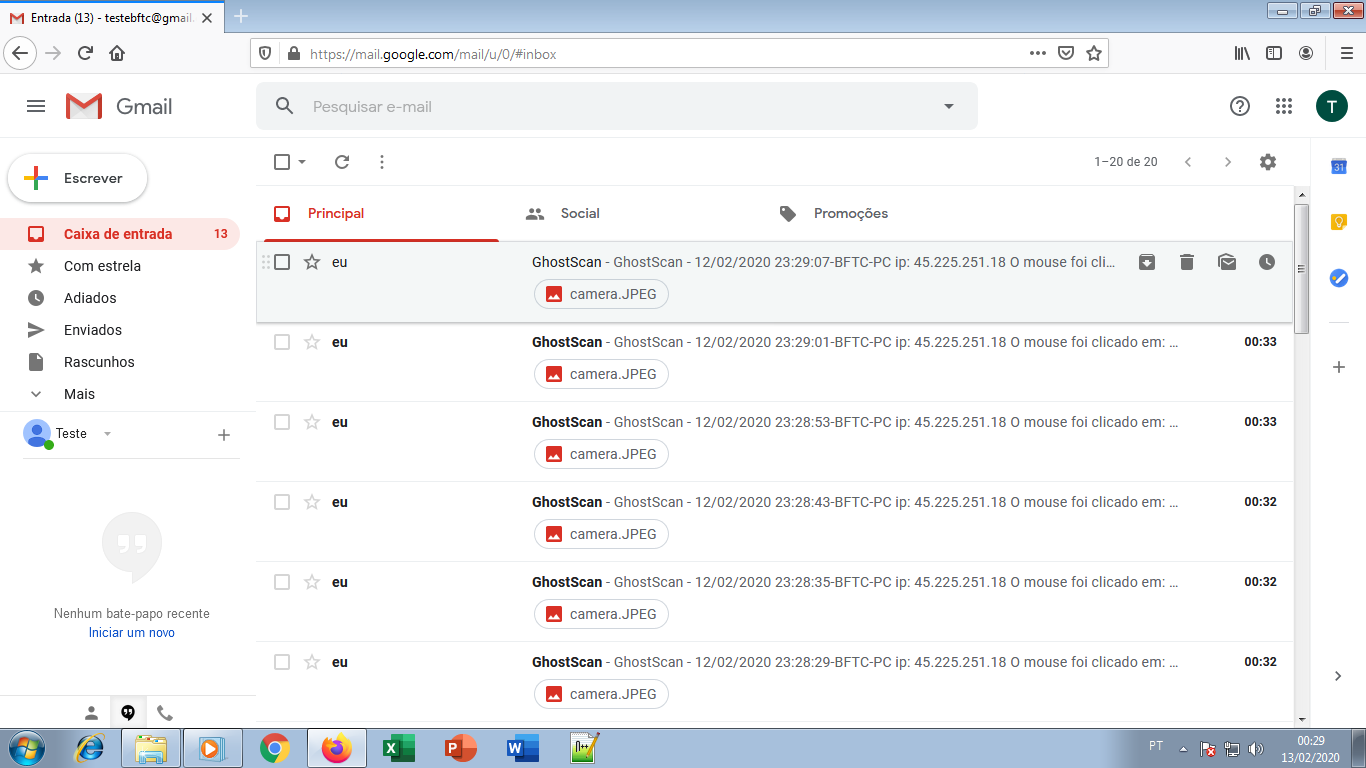 Entrada (13) - testebftc@gmail.
https://mail.google.com/mail/u/0/#inbox
Gmail
Pesquisar e-mail
T
Escrever
1–20 de 20
31
Principal
Social
Promoções
Caixa de entrada 13
Com estrela
Adiados
Enviados
Rascunhos
Mais
Teste
Nenhum bate-papo recente
Iniciar um novo
eu GhostScan - GhostScan - 12/02/2020 23:29:07-BFTC-PC ip: 45.225.251.18 O mouse foi cli...
camera.JPEG
eu GhostScan - GhostScan - 12/02/2020 23:29:01-BFTC-PC ip: 45.225.251.18 O mouse foi clicado em: ... 00:33
camera.JPEG
eu GhostScan - GhostScan - 12/02/2020 23:28:53-BFTC-PC ip: 45.225.251.18 O mouse foi clicado em: ... 00:33
camera.JPEG
eu GhostScan - GhostScan - 12/02/2020 23:28:43-BFTC-PC ip: 45.225.251.18 O mouse foi clicado em: ... 00:32
camera.JPEG
eu GhostScan - GhostScan - 12/02/2020 23:28:35-BFTC-PC ip: 45.225.251.18 O mouse foi clicado em: ... 00:32
camera.JPEG
eu GhostScan - GhostScan - 12/02/2020 23:28:29-BFTC-PC ip: 45.225.251.18 O mouse foi clicado em: ... 00:32
camera.JPEG
PT
00:29
13/02/2020